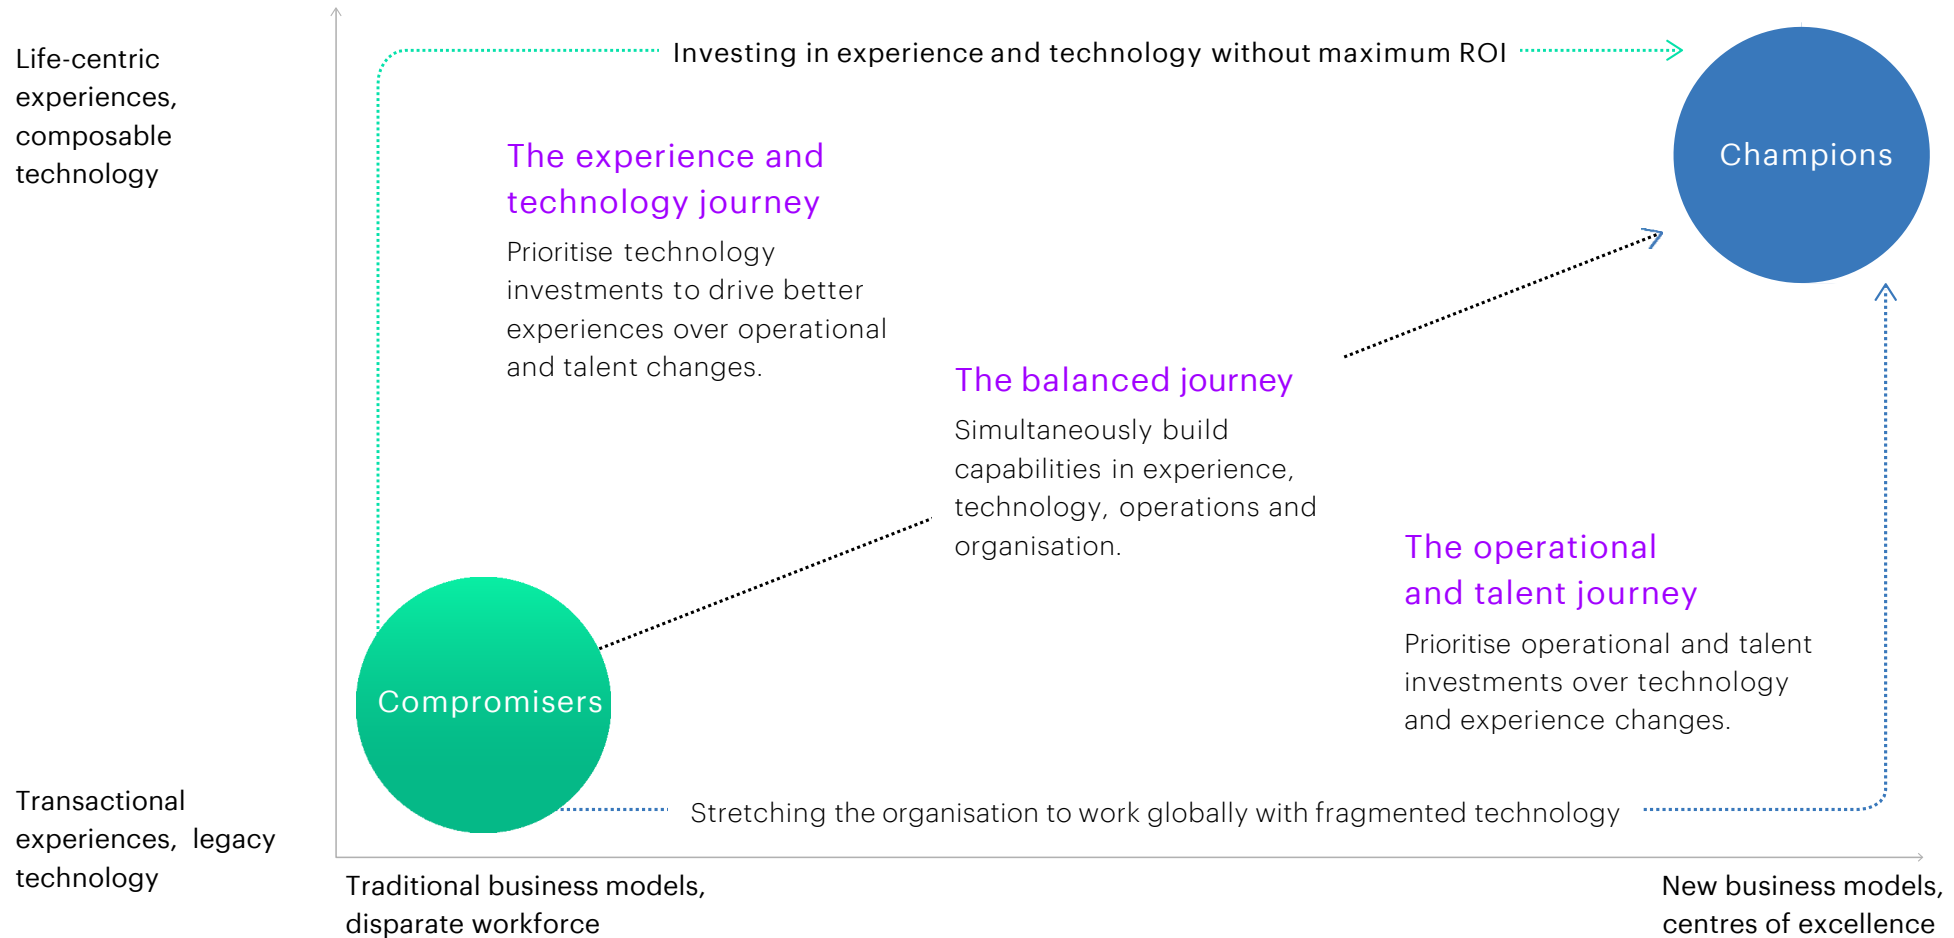 Life-centric
experiences,
composable
technology
Investing in experience and technology without maximum ROI
Champions
The experience and
technology journey
Prioritise technology
investments to drive better
experiences over operational
and talent changes.
The balanced journey
Simultaneously build
capabilities in experience,
technology, operations and
organisation.
The operational
and talent journey
Prioritise operational and talent
investments over technology
and experience changes.
Compromisers
Stretching the organisation to work globally with fragmented technology
Transactional
experiences, legacy
technology
Traditional business models,
disparate workforce
New business models,
centres of excellence